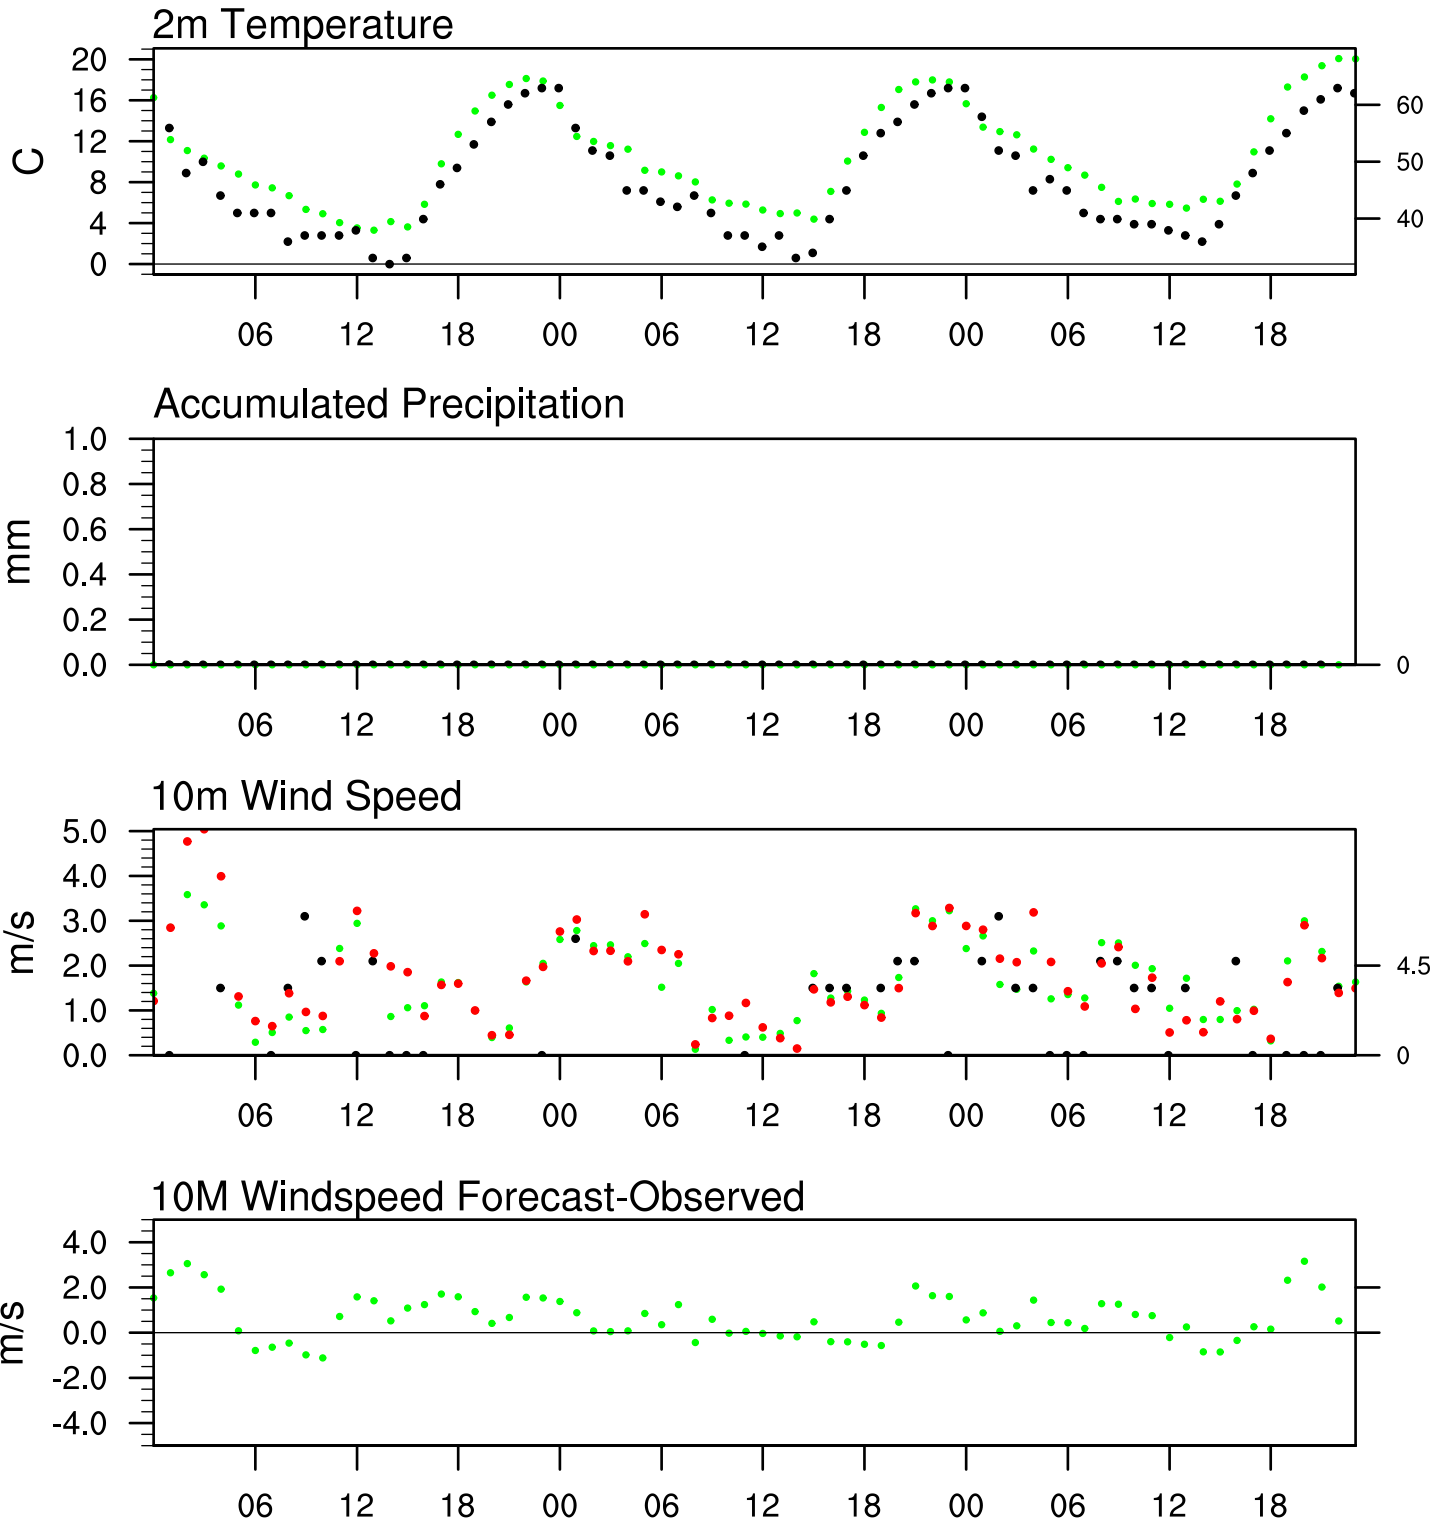 2m Temperature
20
16
12
8
4
0
C
60
50
40
06 12 18 00 06 12 18 00 06 12 18
Accumulated Precipitation
1.0
0.8
0.6
0.4
0.2
0.0
mm
0
06 12 18 00 06 12 18 00 06 12 18
10m Wind Speed
5.0
4.0
3.0
2.0
1.0
0.0
m/s
4.5
0
06 12 18 00 06 12 18 00 06 12 18
10M Windspeed Forecast-Observed
4.0
2.0
0.0
-2.0
-4.0
m/s
06 12 18 00 06 12 18 00 06 12 18